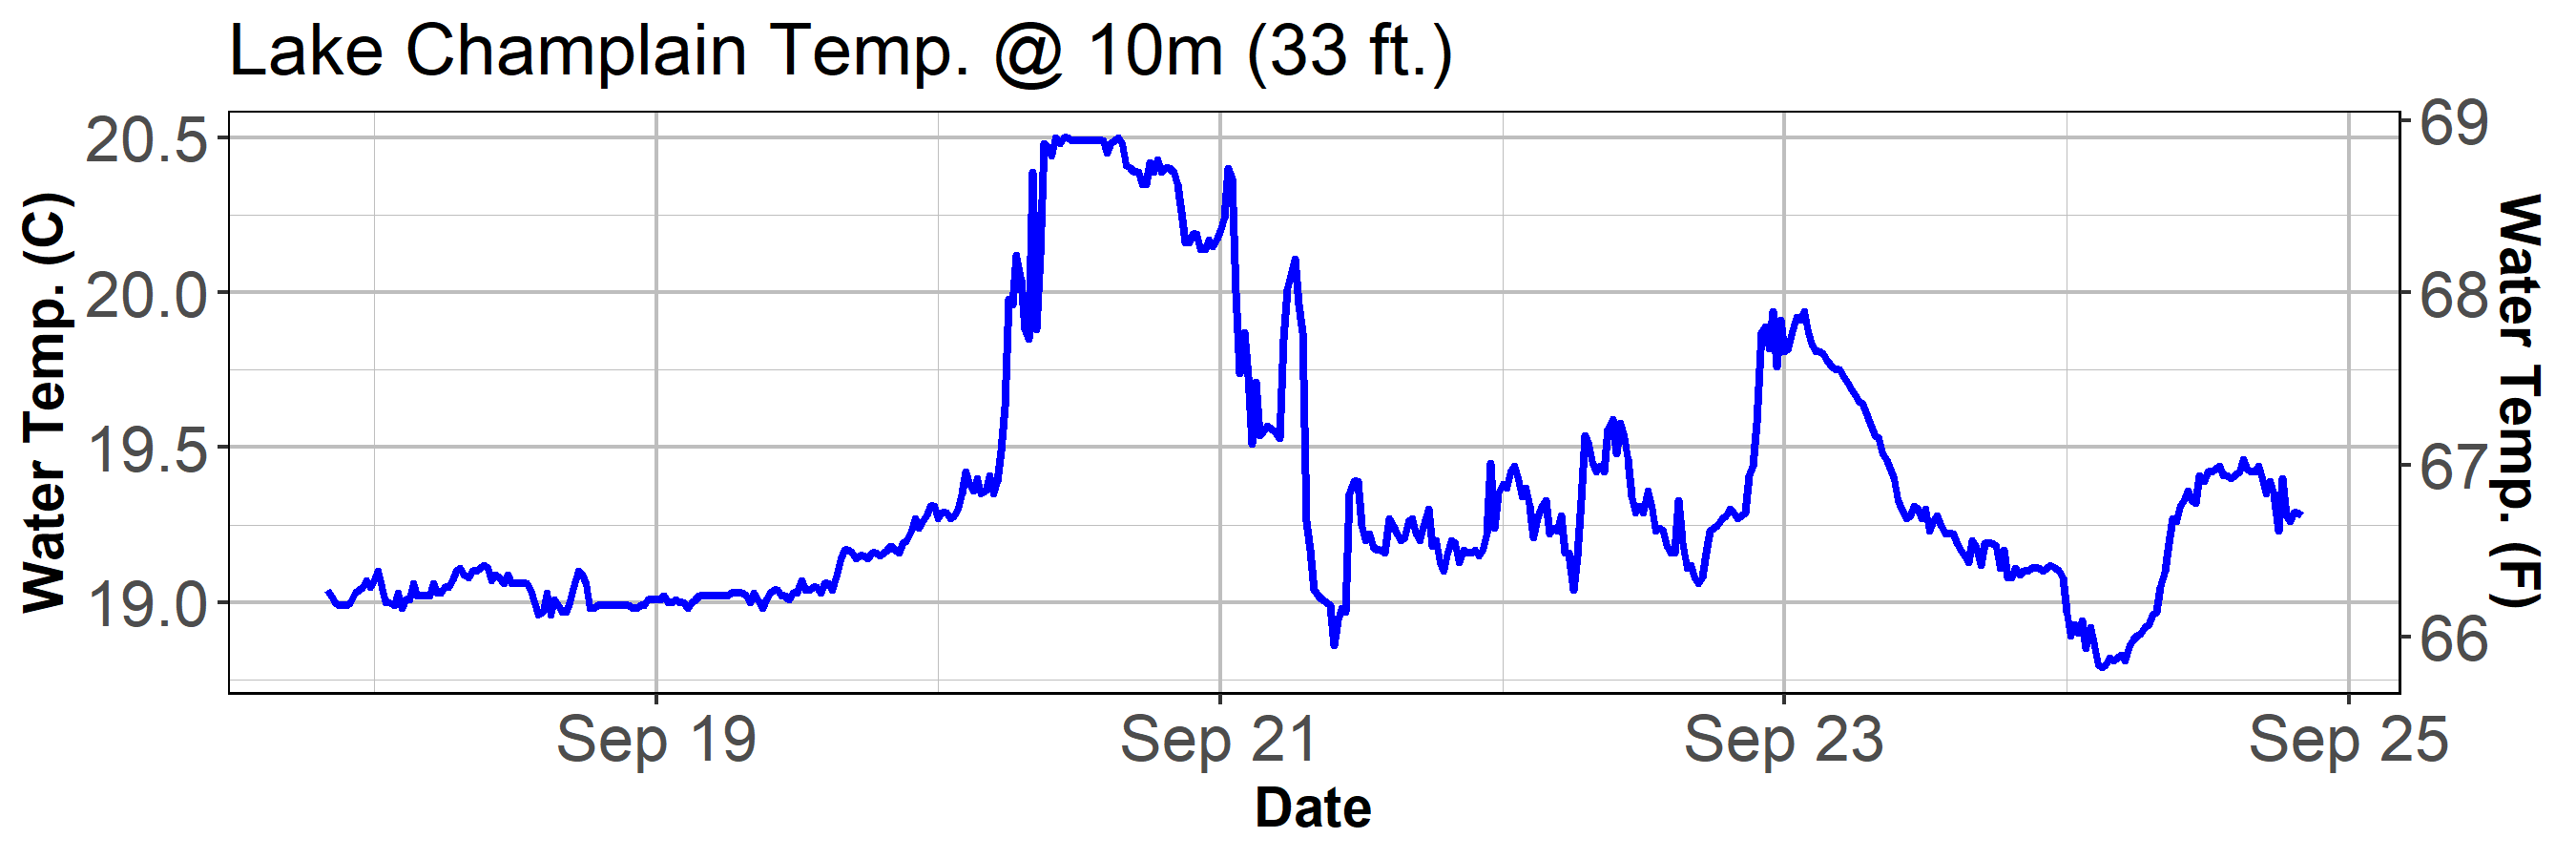 Lake Champlain Temp. @ 10m (33 ft.)
Water Temp. (C)
20.5
20.0
19.5
19.0
69
68
67
66
Water Temp. (F)
Sep 19 Sep 21 Sep 23 Sep 25
Date